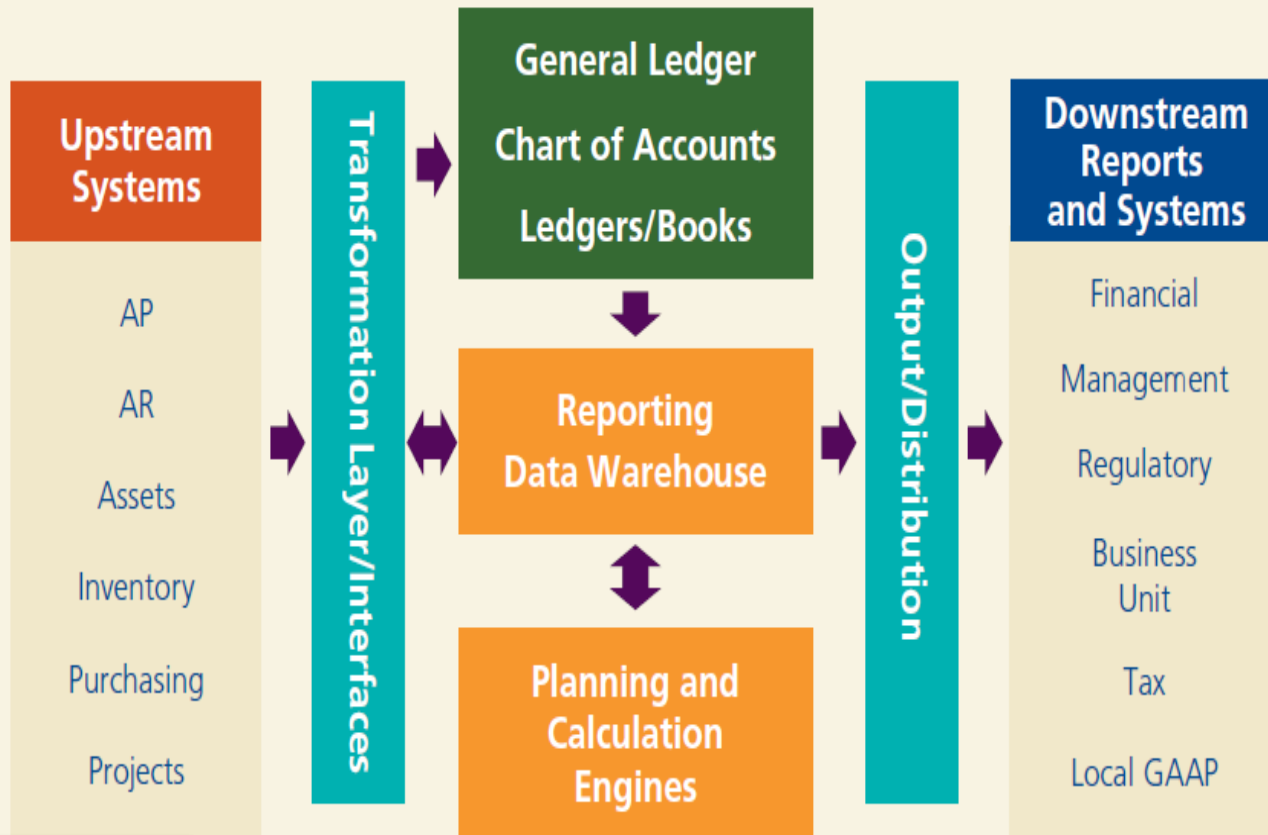 Upstream
Systems
AP
AR
Assets
Inventory
Purchasing
Projects
Transformation Layer/Interfaces
General Ledger
Chart of Accounts
Ledgers/Books
Reporting
Data Warehouse
Planning and
Calculation
Engines
Output/Distribution
Downstream
Reports
and Systems
Financial
Management
Regulatory
Business
Unit
Tax
Local GAAP